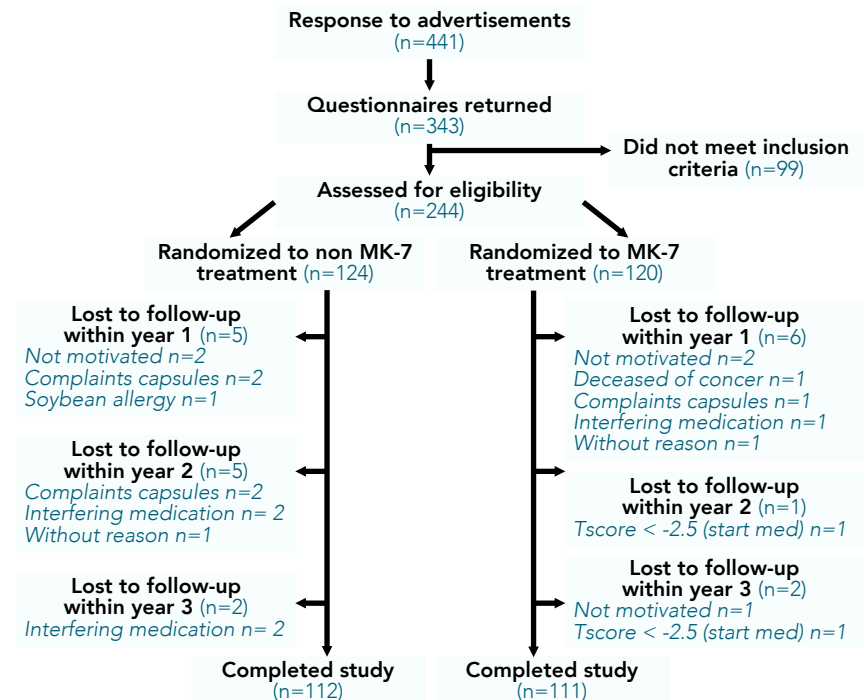 Response to advertisements
(n=441)
Questionnaires returned
(n=343)
Did not meet inclusion
criteria (n=99)
Assessed for eligibility
(n=244)
Randomized to non MK-7
treatment (n=124)
Randomized to MK-7
treatment (n=120)
Lost to follow-up
within year 1 (n=5)
Not motivated n=2
Complaints capsules n=2
Soybean allergy n=1
Lost to follow-up
within year 1 (n=6)
Not motivated n=2
Deceased of concer n=1
Complaints capsules n=1
Interfering medication n=1
Without reason n=1
Lost to follow-up
within year 2 (n=5)
Complaints capsules n=2
Interfering medication n= 2
Without reason n=1
Lost to follow-up
within year 2 (n=1)
Tscore < -2.5 (start med) n=1
Lost to follow-up
within year 3 (n=2)
Interfering medication n= 2
Lost to follow-up
within year 3 (n=2)
Not motivated n=1
Tscore < -2.5 (start med) n=1
Completed study
(n=112)
Completed study
(n=111)